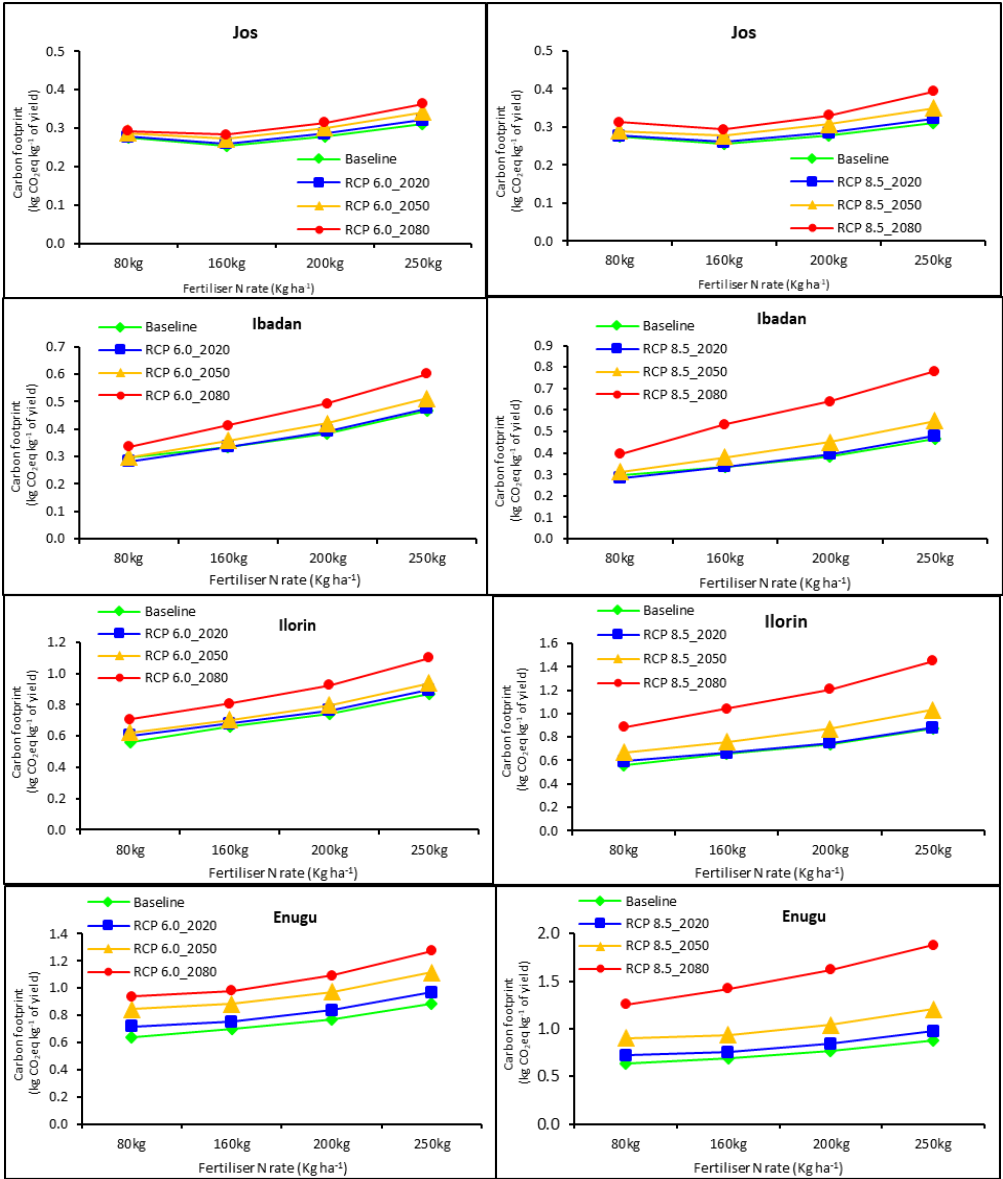 Jos
Carbon footprint
(kg CO₂eq kg⁻¹ of yield)
0.5
0.4
0.3
0.2
0.1
0.0
Baseline
RCP 6.0_2020
RCP 6.0_2050
RCP 6.0_2080
80kg 160kg 200kg 250kg
Fertiliser N rate (Kg ha⁻¹)
Jos
Carbon footprint
(kg CO₂eq kg⁻¹ of yield)
0.5
0.4
0.3
0.2
0.1
0.0
Baseline
RCP 8.5_2020
RCP 8.5_2050
RCP 8.5_2080
80kg 160kg 200kg 250kg
Fertiliser N rate (Kg ha⁻¹)
Ibadan
Baseline
RCP 6.0_2020
RCP 6.0_2050
RCP 6.0_2080
Carbon footprint
(kg CO₂eq kg⁻¹ of yield)
0.7
0.6
0.5
0.4
0.3
0.2
0.1
0.0
80kg 160kg 200kg 250kg
Fertiliser N rate (Kg ha⁻¹)
Ibadan
Baseline
RCP 8.5_2020
RCP 8.5_2050
RCP 8.5_2080
Carbon footprint
(kg CO₂eq kg⁻¹ of yield)
0.9
0.8
0.7
0.6
0.5
0.4
0.3
0.2
0.1
0.0
80kg 160kg 200kg 250kg
Fertiliser N rate (Kg ha⁻¹)
Ilorin
Baseline
RCP 6.0_2020
RCP 6.0_2050
RCP 6.0_2080
Carbon footprint
(kg CO₂eq kg⁻¹ of yield)
1.2
1.0
0.8
0.6
0.4
0.2
0.0
80kg 160kg 200kg 250kg
Fertiliser N rate (Kg ha⁻¹)
Ilorin
Baseline
RCP 8.5_2020
RCP 8.5_2050
RCP 8.5_2080
Carbon footprint
(kg CO₂eq kg⁻¹ of yield)
1.6
1.4
1.2
1.0
0.8
0.6
0.4
0.2
0.0
80kg 160kg 200kg 250kg
Fertiliser N rate (Kg ha⁻¹)
Enugu
Baseline
RCP 6.0_2020
RCP 6.0_2050
RCP 6.0_2080
Carbon footprint
(kg CO₂eq kg⁻¹ of yield)
1.4
1.2
1.0
0.8
0.6
0.4
0.2
0.0
80kg 160kg 200kg 250kg
Fertiliser N rate (Kg ha⁻¹)
Enugu
Baseline
RCP 8.5_2020
RCP 8.5_2050
RCP 8.5_2080
Carbon footprint
(kg CO₂eq kg⁻¹ of yield)
2.0
1.5
1.0
0.5
0.0
80kg 160kg 200kg 250kg
Fertiliser N rate (Kg ha⁻¹)